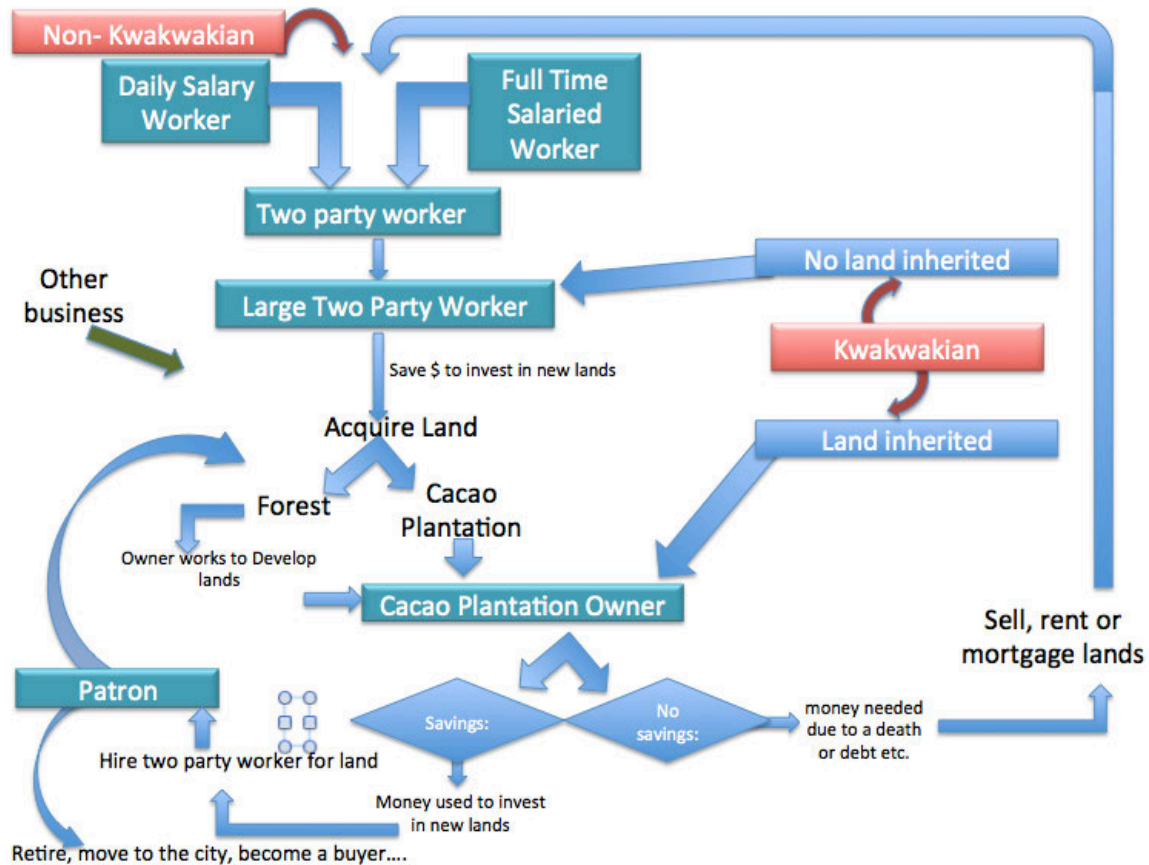 Non- Kwakwakian
Daily Salary
Worker
Full Time
Salaried
Worker
Two party worker
Other
business
Large Two Party Worker
No land inherited
Kwakwakian
Land inherited
Save $ to invest in new lands
Acquire Land
Forest
Cacao
Plantation
Owner works to Develop
lands
Cacao Plantation Owner
Sell, rent or
mortgage lands
Patron
Savings:
No
savings:
money needed
due to a death
or debt etc.
Hire two party worker for land
Money used to invest
in new lands
Retire, move to the city, become a buyer....